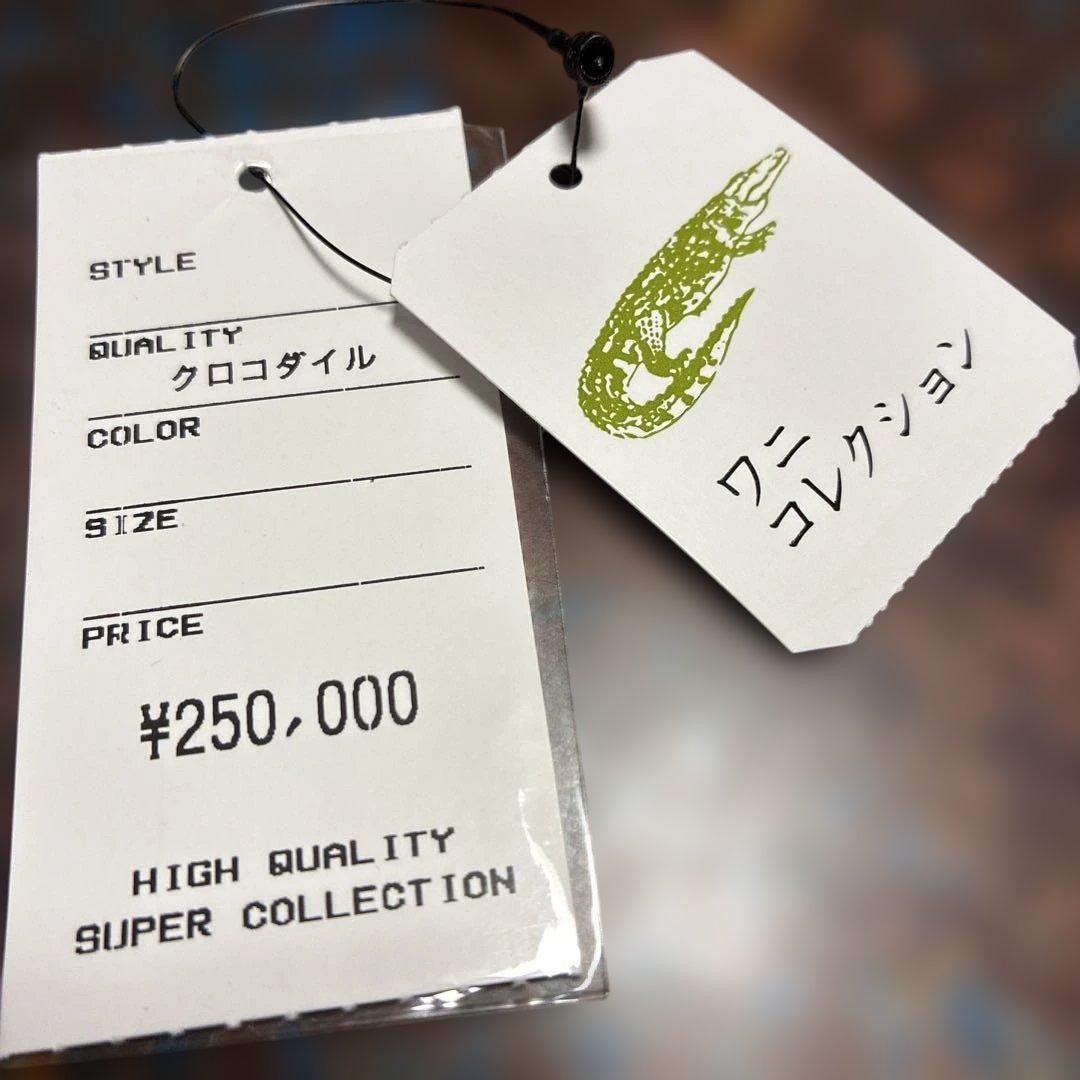 STYLE
QUALITY
クロコダイル
COLOR
SIZE
PRICE
¥250,000
HIGH QUALITY
SUPER COLLECTION
ワニ
コレクション